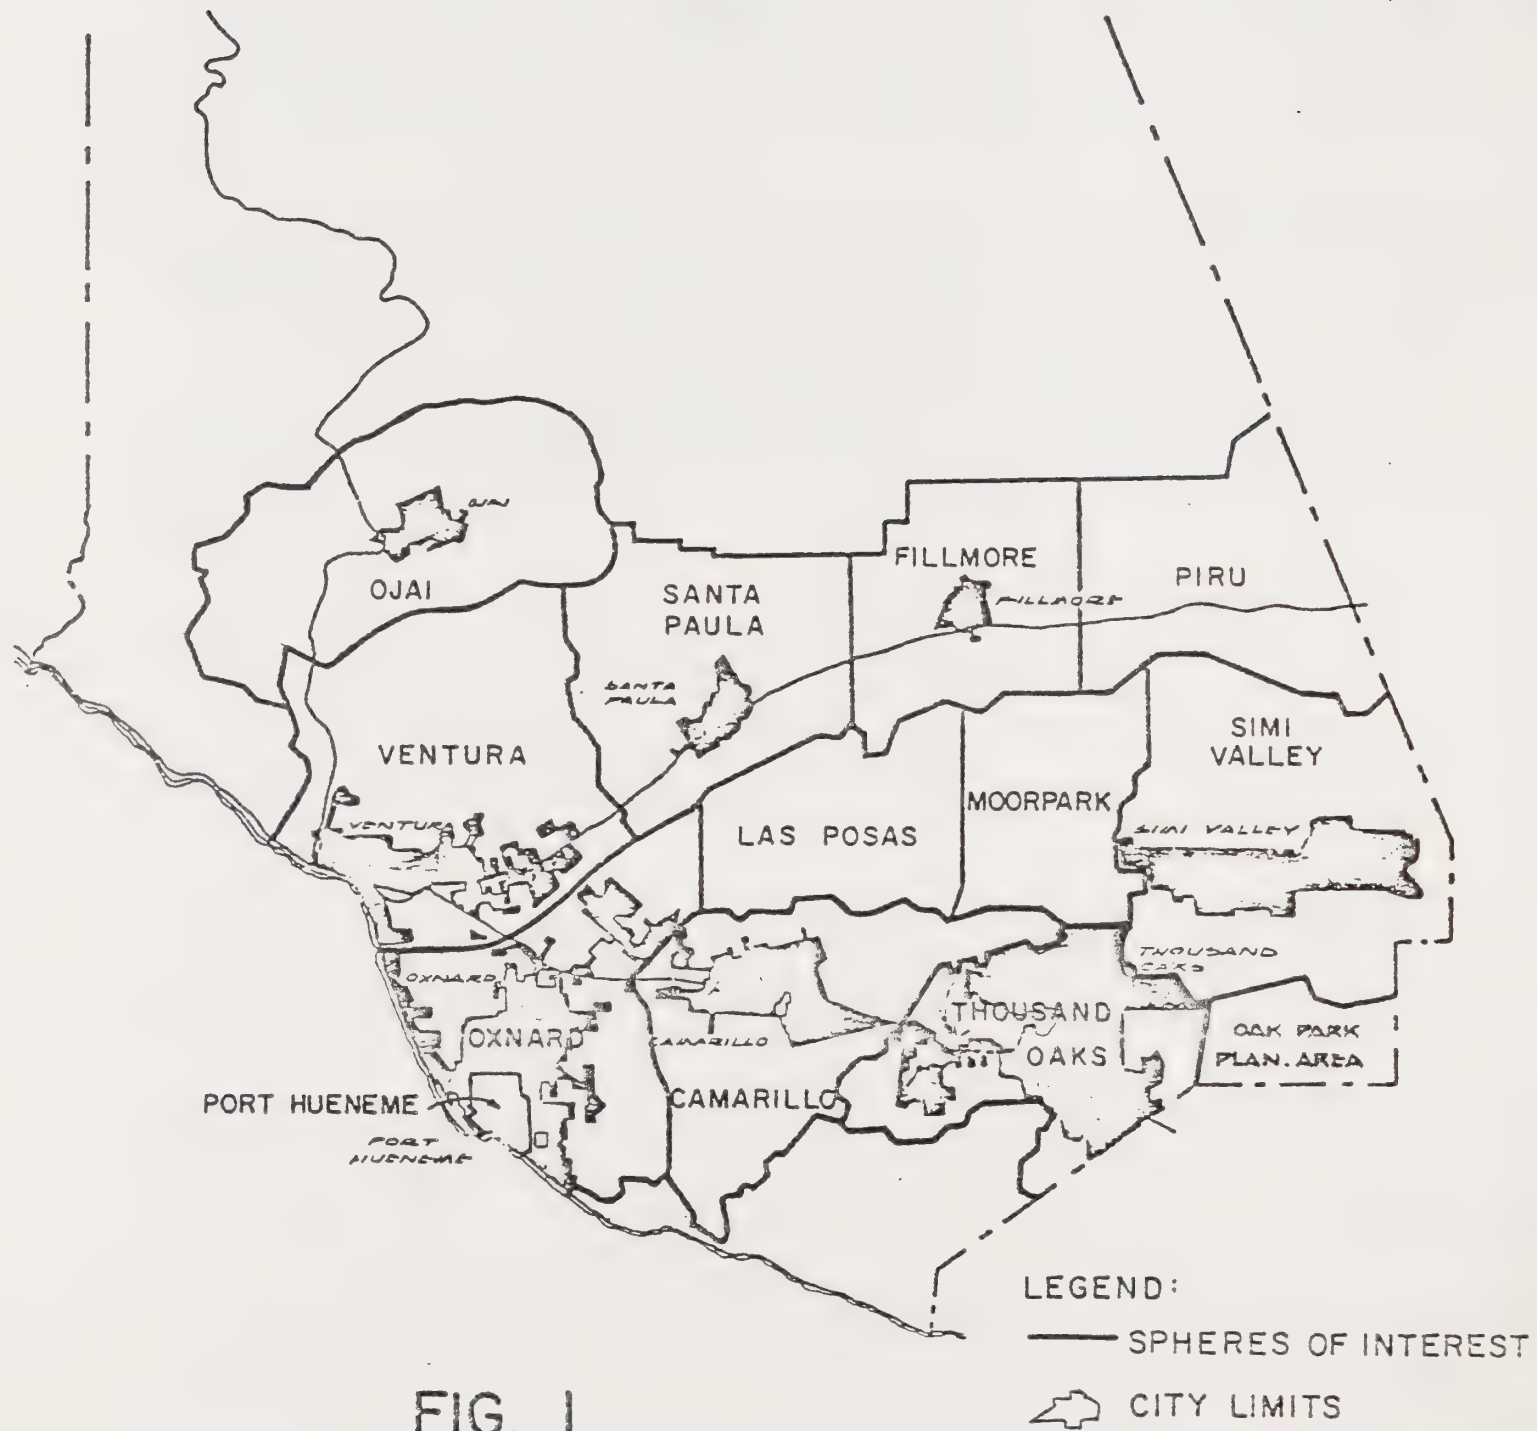 OJAI
OJAI
FILLMORE
FILLMORE
PIRU
SANTA
PAULA
SANTA
PAULA
VENTURA
VENTURA
SIMI
VALLEY
SIMI VALLEY
MOORPARK
LAS POSAS
THOUSAND
OAKS
OXNARD
OXNARD
THOUSAND
OAKS
OAK PARK
PLAN. AREA
CAMARILLO
CAMARILLO
PORT HUENEME
PORT
HUENEME
LEGEND:
SPHERES OF INTEREST
CITY LIMITS
FIG. 1